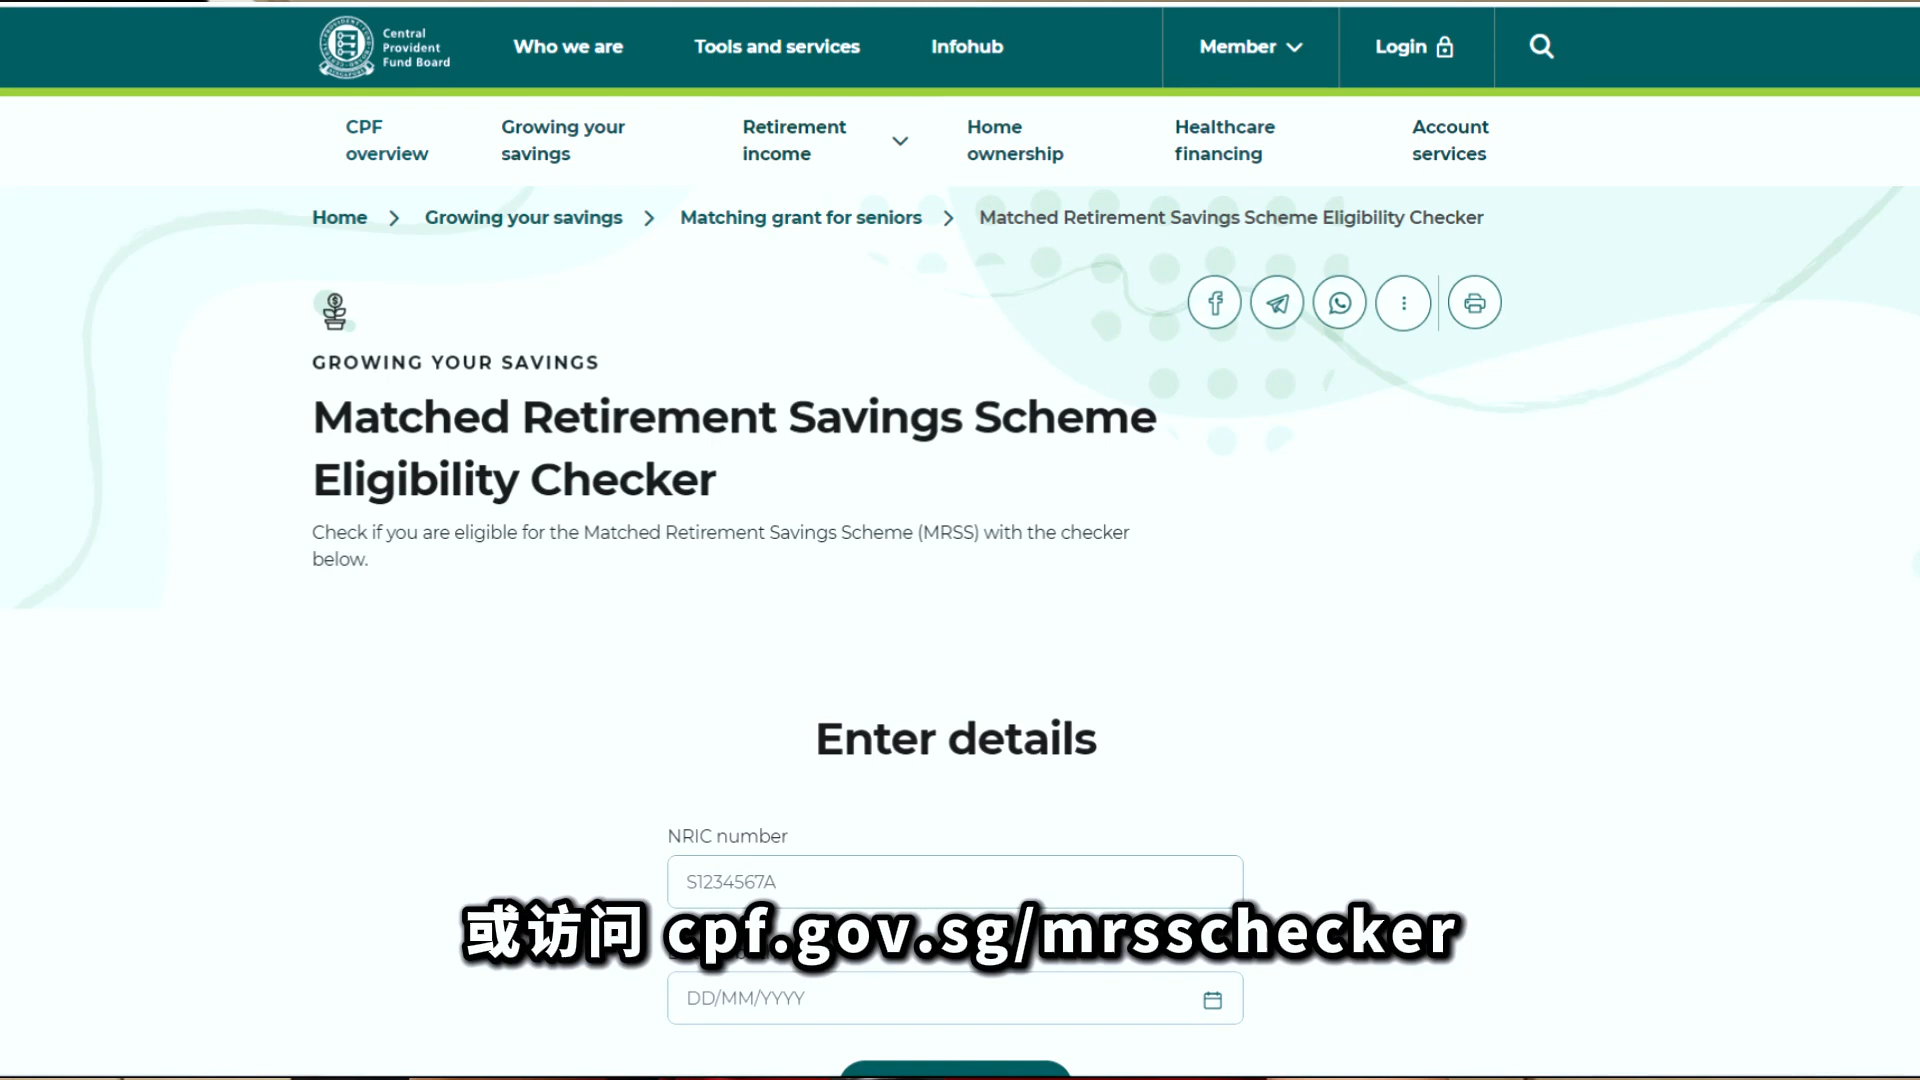 Central
Provident
Fund Board
Who we are
Tools and services
Infohub
Member
Login
CPF
overview
Growing your
savings
Retirement
income
Home
ownership
Healthcare
financing
Account
services
Home
Growing your savings
Matching grant for seniors
Matched Retirement Savings Scheme Eligibility Checker
GROWING YOUR SAVINGS
Matched Retirement Savings Scheme
Eligibility Checker
Check if you are eligible for the Matched Retirement Savings Scheme (MRSS) with the checker
below.
Enter details
NRIC number
S1234567A
或访问 cpf.gov.sg/mrsschecker
DD/MM/YYYY